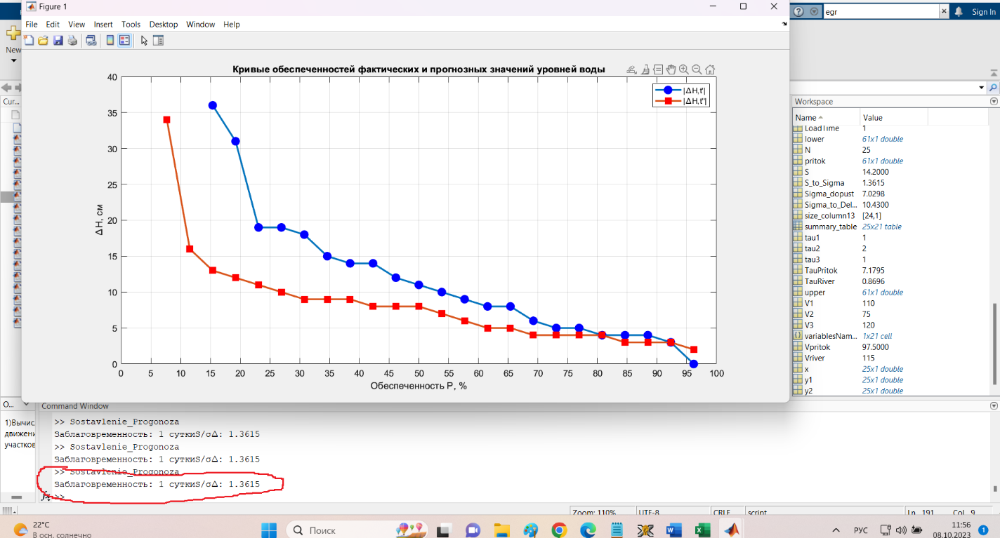 Figure 1
egr
Sign In
File Edit View Insert Tools Desktop Window Help
New
Кривые обеспеченностей фактических и прогнозных значений уровней воды
|ΔH,t'|
|ΔH,t''|
40
35
30
25
20
15
10
5
0
ΔH, см
0 5 10 15 20 25 30 35 40 45 50 55 60 65 70 75 80 85 90 95 100
Обеспеченность P, %
Cur...
Workspace
Name Value
LoadTime 1
lower 61x1 double
N 25
pritok 61x1 double
S 14.2000
S_to_Sigma 1.3615
Sigma_dopust 7.0298
Sigma_to_Del... 10.4300
size_column13 [24,1]
summary_table 25x21 table
tau1 1
tau2 2
tau3 1
TauPritok 7.1795
TauRiver 0.8696
upper 61x1 double
V1 110
V2 75
V3 120
variablesNam... 1x21 cell
Vpritok 97.5000
Vriver 115
x 25x1 double
y1 25x1 double
y2 25x1 double
O...
1)Вычис
движени
участков
Command Window
>> Sostavlenie_Progonoza
Заблаговременность: 1 суткиS/σΔ: 1.3615
>> Sostavlenie_Progonoza
Заблаговременность: 1 суткиS/σΔ: 1.3615
>> Sostavlenie_Progonoza
Заблаговременность: 1 суткиS/σΔ: 1.3615
fx >>
Zoom: 110% UTF-8 CRLF script Ln 191 Col 9
22°C
В осн. солнечно
Поиск
РУС
11:56
08.10.2023
1